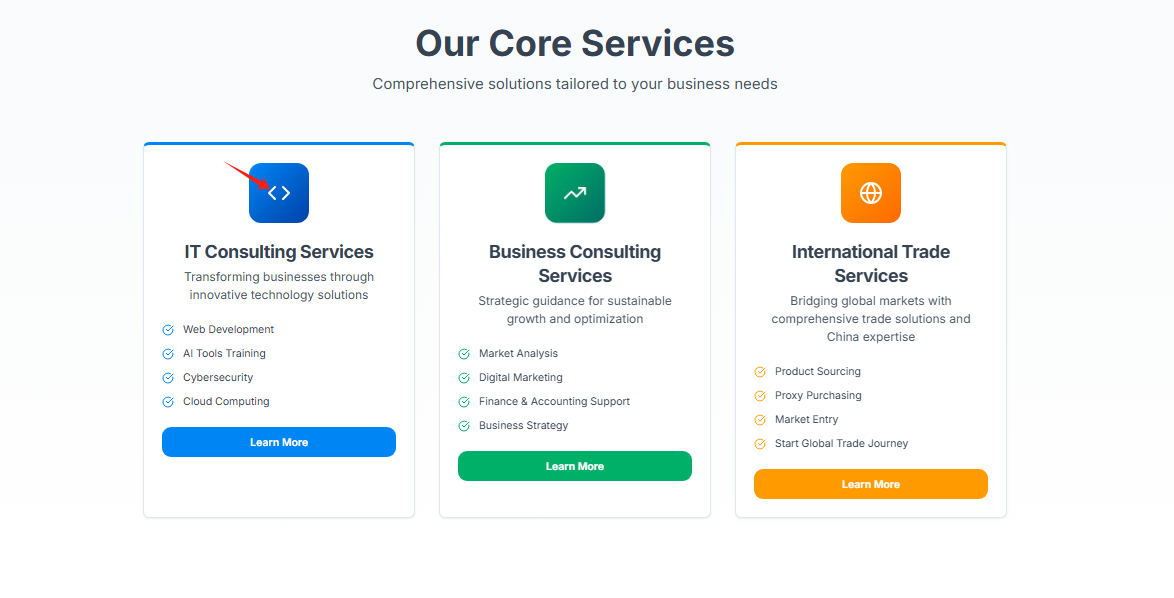 Our Core Services
Comprehensive solutions tailored to your business needs
IT Consulting Services
Transforming businesses through
innovative technology solutions
Web Development
AI Tools Training
Cybersecurity
Cloud Computing
Learn More
Business Consulting
Services
Strategic guidance for sustainable
growth and optimization
Market Analysis
Digital Marketing
Finance & Accounting Support
Business Strategy
Learn More
International Trade
Services
Bridging global markets with
comprehensive trade solutions and
China expertise
Product Sourcing
Proxy Purchasing
Market Entry
Start Global Trade Journey
Learn More